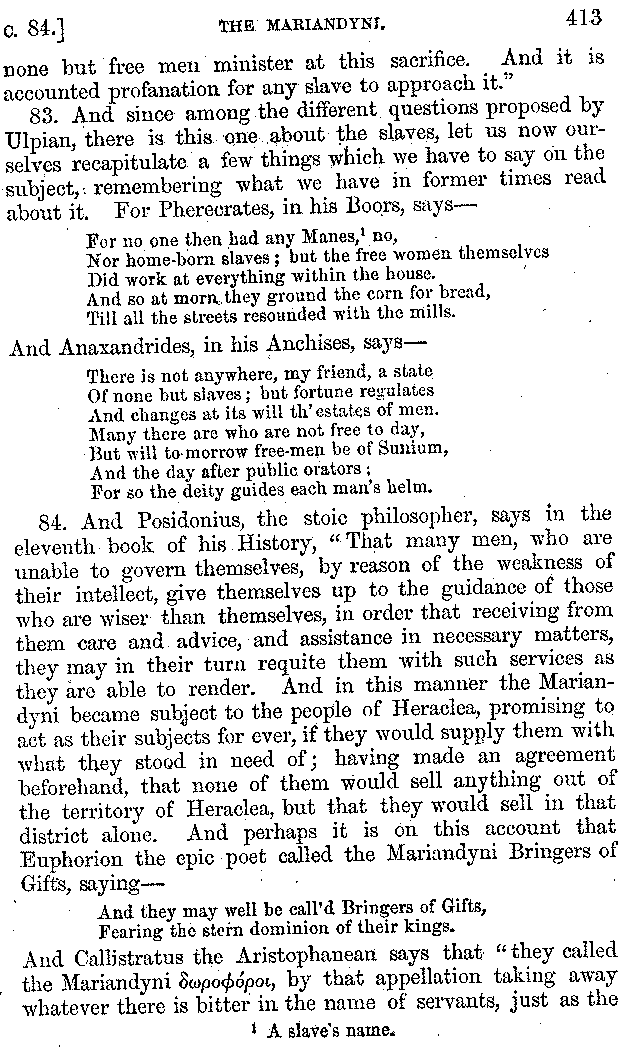 c. 84.] THE MARIANDYNI. 413
none but free men minister at this sacrifice. And it is
accounted profanation for any slave to approach it.”
83. And since among the different questions proposed by
Ulpian, there is this one about the slaves, let us now our-
selves recapitulate a few things which we have to say on the
subject, remembering what we have in former times read
about it. For Pherecrates, in his Boors, says—
For no one then had any Manes,¹ no,
Nor home-born slaves; but the free women themselves
Did work at everything within the house.
And so at morn they ground the corn for bread,
Till all the streets resounded with the mills.
And Anaxandrides, in his Anchises, says—
There is not anywhere, my friend, a state
Of none but slaves; but fortune regulates
And changes at its will th' estates of men.
Many there are who are not free to day,
But will to-morrow free-men be of Sunium,
And the day after public orators;
For so the deity guides each man's helm.
84. And Posidonius, the stoic philosopher, says in the
eleventh book of his History, “That many men, who are
unable to govern themselves, by reason of the weakness of
their intellect, give themselves up to the guidance of those
who are wiser than themselves, in order that receiving from
them care and advice, and assistance in necessary matters,
they may in their turn requite them with such services as
they are able to render. And in this manner the Marian-
dyni became subject to the people of Heraclea, promising to
act as their subjects for ever, if they would supply them with
what they stood in need of; having made an agreement
beforehand, that none of them would sell anything out of
the territory of Heraclea, but that they would sell in that
district alone. And perhaps it is on this account that
Euphorion the epic poet called the Mariandyni Bringers of
Gifts, saying—
And they may well be call'd Bringers of Gifts,
Fearing the stern dominion of their kings.
And Callistratus the Aristophanean says that “they called
the Mariandyni δωροφόροι, by that appellation taking away
whatever there is bitter in the name of servants, just as the
¹ A slave's name.